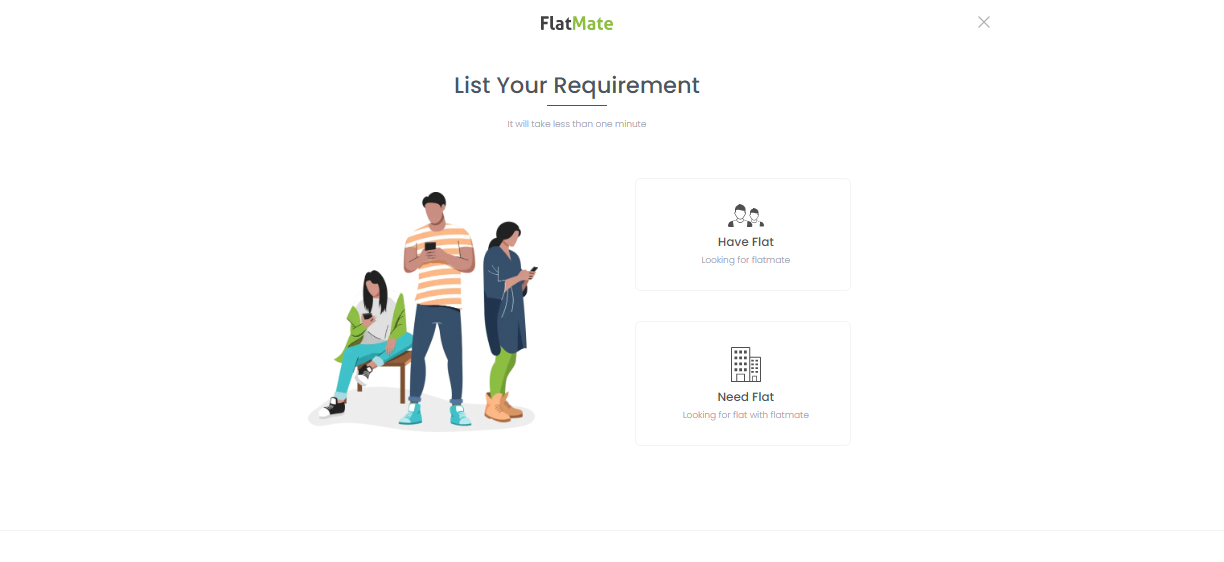 FlatMate
List Your Requirement
It will take less than one minute
Have Flat
Looking for flatmate
Need Flat
Looking for flat with flatmate